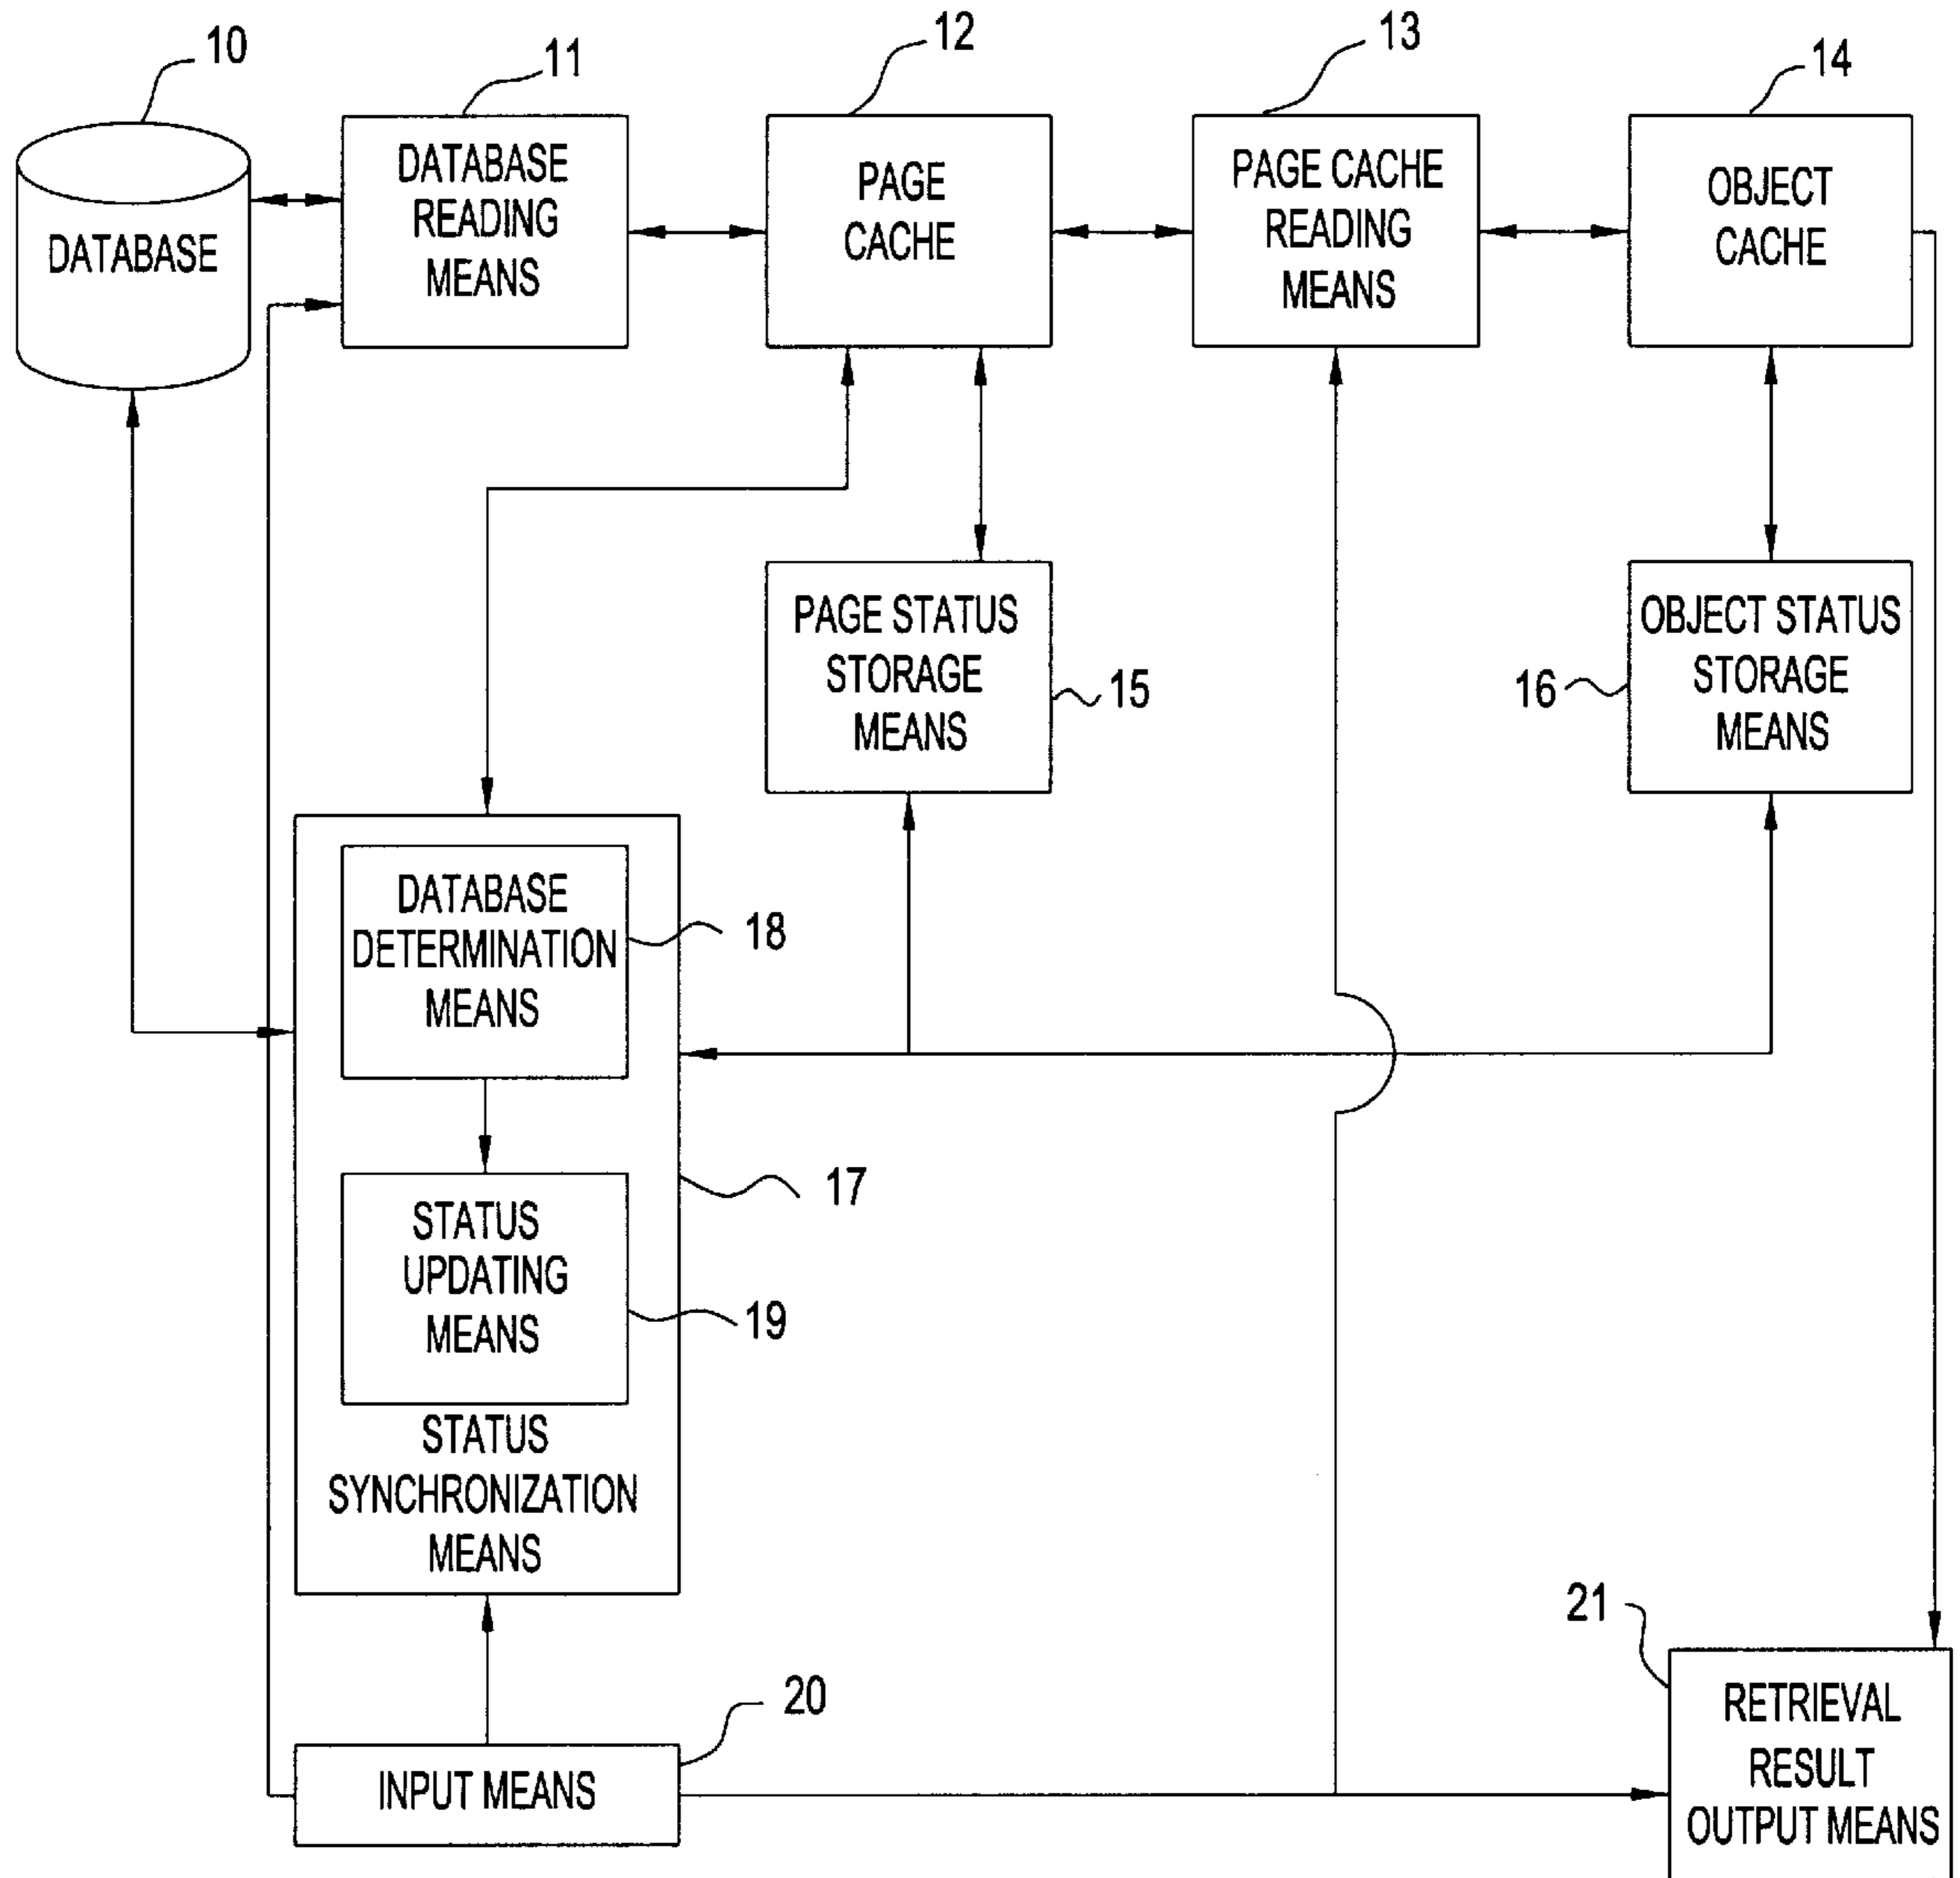 10
11
12
13
14
DATABASE
DATABASE
READING
MEANS
PAGE
CACHE
PAGE CACHE
READING
MEANS
OBJECT
CACHE
PAGE STATUS
STORAGE
MEANS
15
16
OBJECT STATUS
STORAGE
MEANS
DATABASE
DETERMINATION
MEANS
18
17
STATUS
UPDATING
MEANS
19
STATUS
SYNCHRONIZATION
MEANS
20
INPUT MEANS
21
RETRIEVAL
RESULT
OUTPUT MEANS